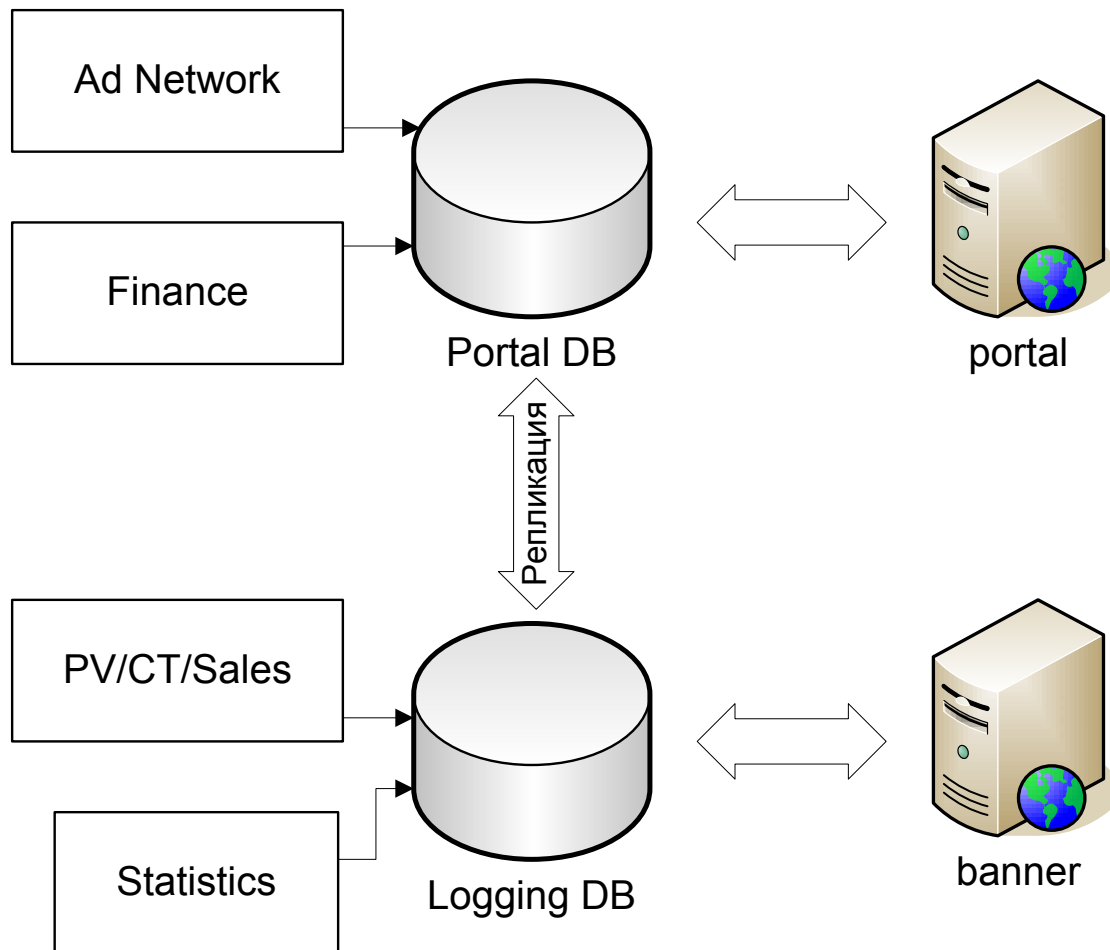 Ad Network
Finance
Portal DB
portal
Репликация
PV/CT/Sales
Statistics
Logging DB
banner